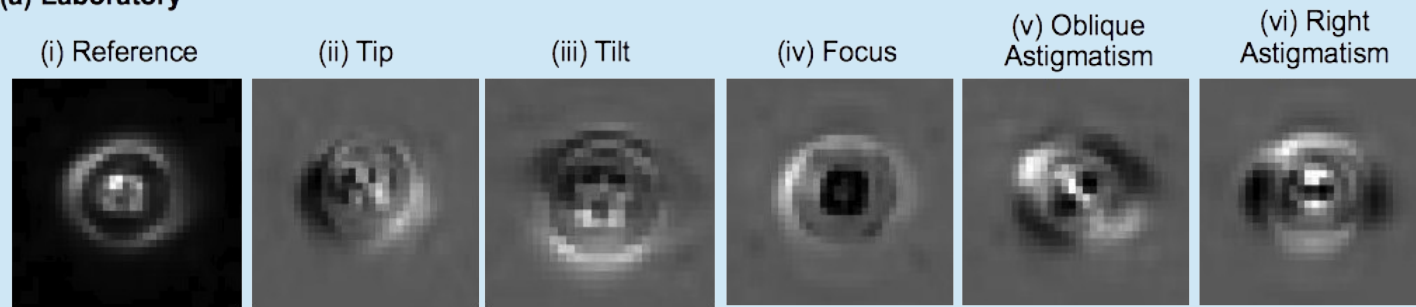 (a) Laboratory
(i) Reference
(ii) Tip
(iii) Tilt
(iv) Focus
(v) Oblique
Astigmatism
(vi) Right
Astigmatism